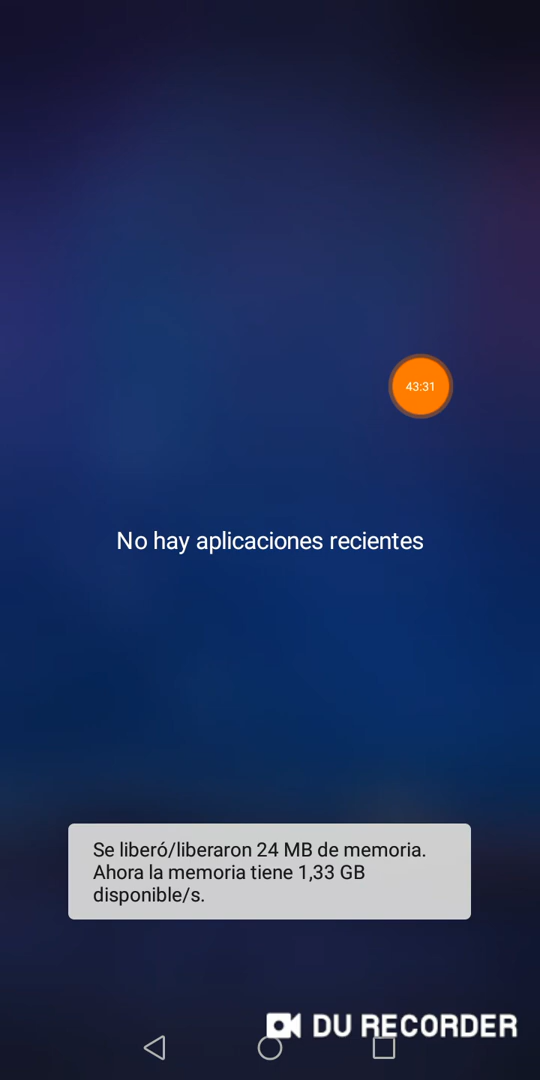 43:31
No hay aplicaciones recientes
Se liberó/liberaron 24 MB de memoria.
Ahora la memoria tiene 1,33 GB
disponible/s.
DU RECORDER